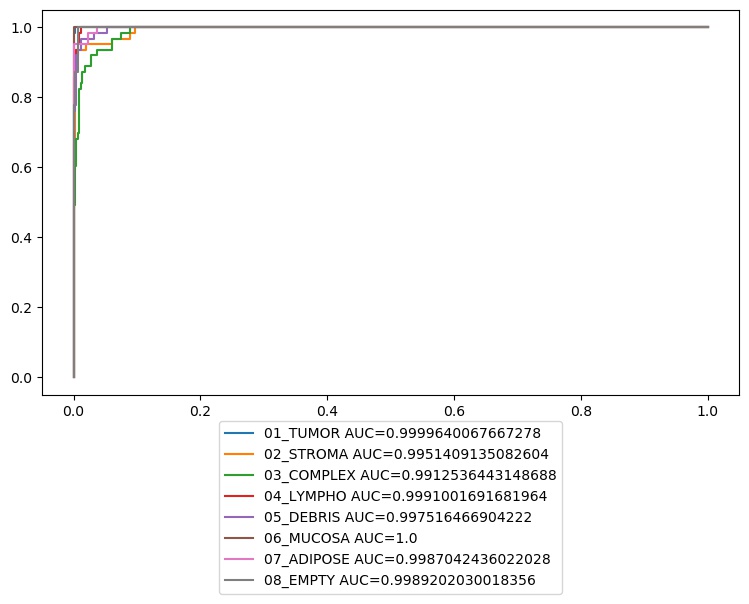 1.0
0.8
0.6
0.4
0.2
0.0
0.0 0.2 0.4 0.6 0.8 1.0
01_TUMOR AUC=0.9999640067667278
02_STROMA AUC=0.9951409135082604
03_COMPLEX AUC=0.9912536443148688
04_LYMPHO AUC=0.9991001691681964
05_DEBRIS AUC=0.997516466904222
06_MUCOSA AUC=1.0
07_ADIPOSE AUC=0.9987042436022028
08_EMPTY AUC=0.9989202030018356